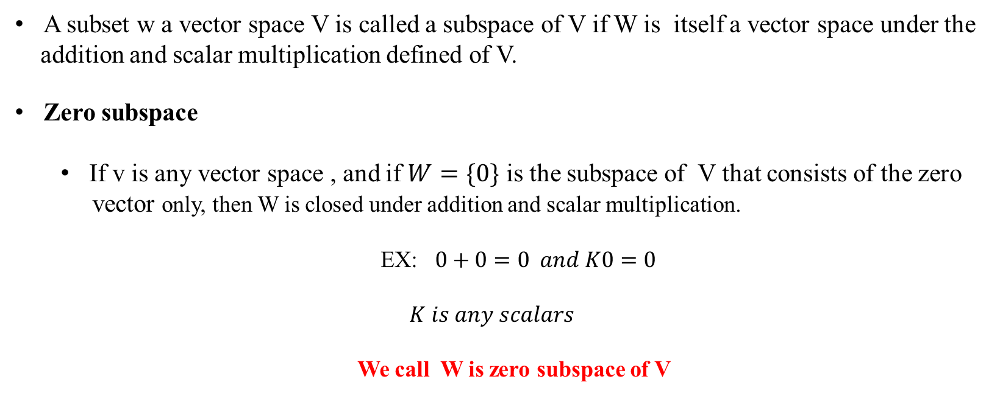 • A subset w a vector space V is called a subspace of V if W is itself a vector space under the
addition and scalar multiplication defined of V.
• Zero subspace
• If v is any vector space , and if W = {0} is the subspace of V that consists of the zero
vector only, then W is closed under addition and scalar multiplication.
EX: 0 + 0 = 0 and K0 = 0
K is any scalars
We call W is zero subspace of V